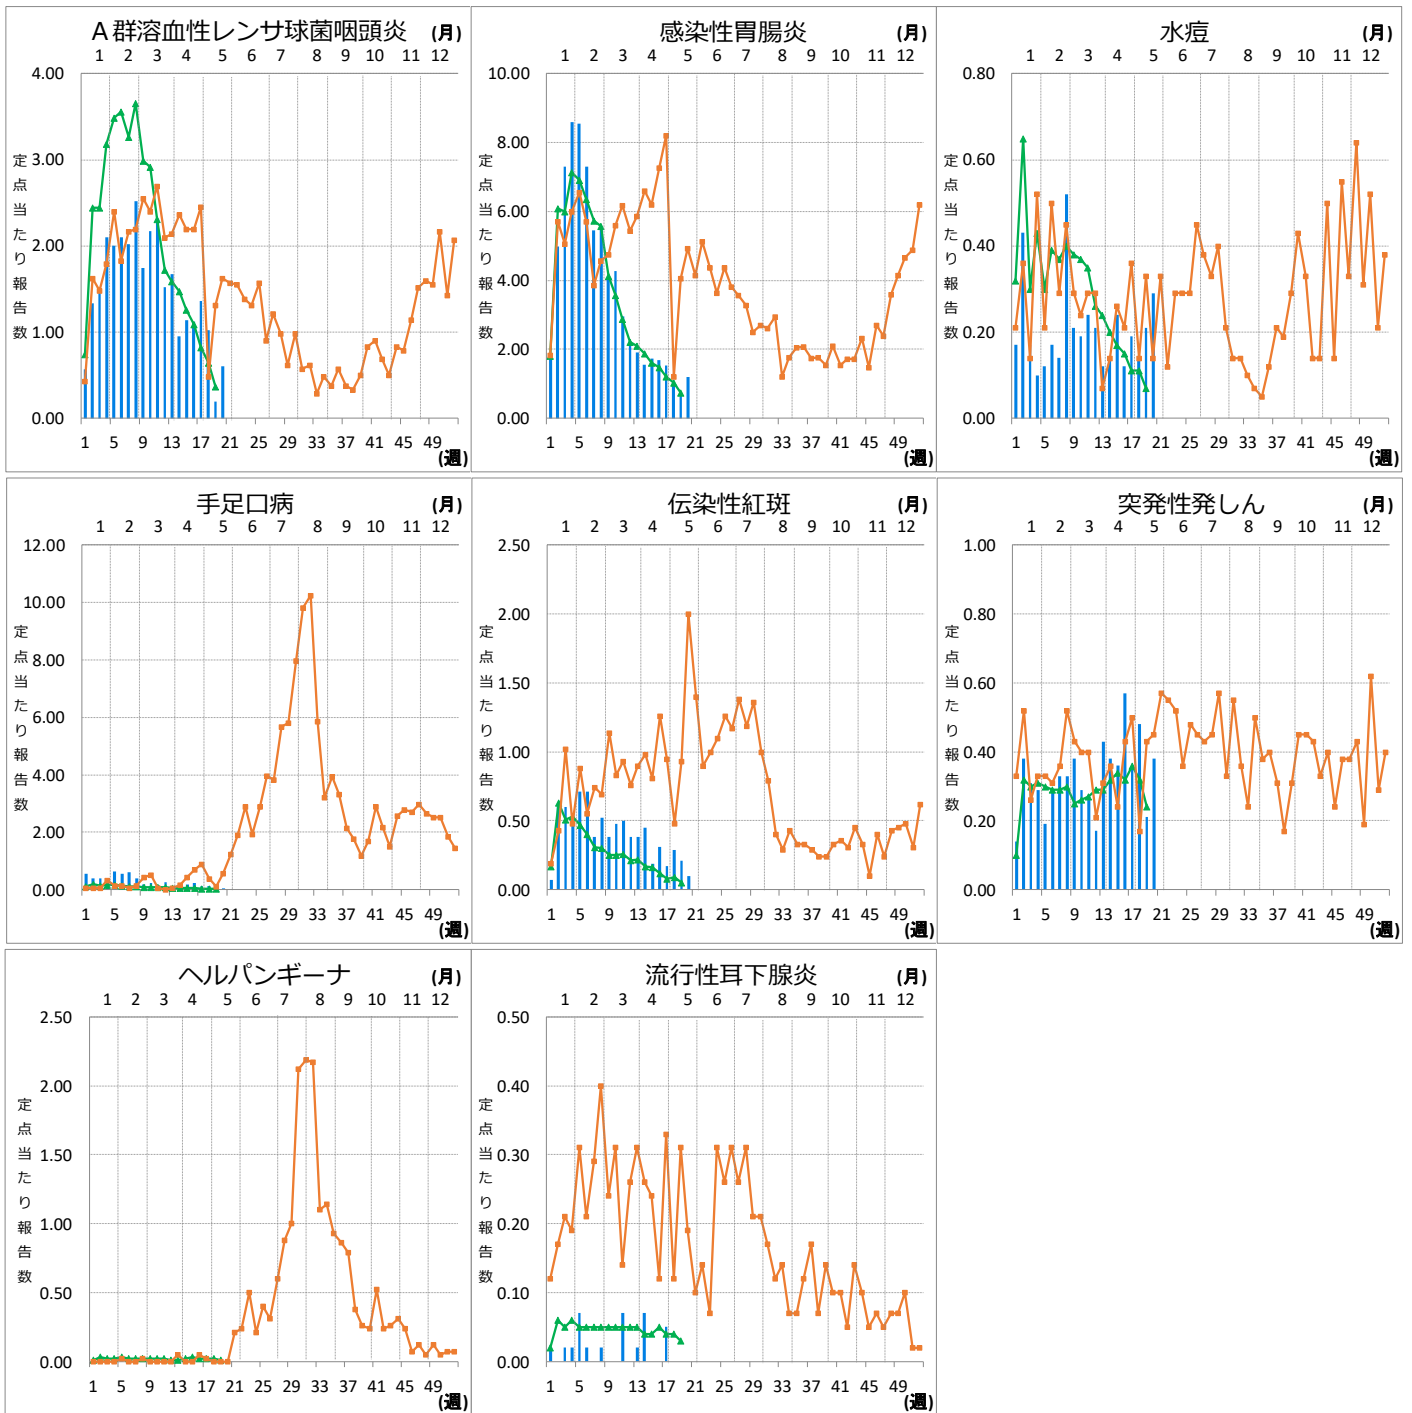 A群溶血性レンサ球菌咽頭炎 (月)
1 2 3 4 5 6 7 8 9 10 11 12
4.00
3.00
2.00
1.00
0.00
定点当たり報告数
1 5 9 13 17 21 25 29 33 37 41 45 49
(週)
感染性胃腸炎 (月)
1 2 3 4 5 6 7 8 9 10 11 12
10.00
8.00
6.00
4.00
2.00
0.00
定点当たり報告数
1 5 9 13 17 21 25 29 33 37 41 45 49
(週)
水痘 (月)
1 2 3 4 5 6 7 8 9 10 11 12
0.80
0.60
0.40
0.20
0.00
定点当たり報告数
1 5 9 13 17 21 25 29 33 37 41 45 49
(週)
手足口病 (月)
1 2 3 4 5 6 7 8 9 10 11 12
12.00
10.00
8.00
6.00
4.00
2.00
0.00
定点当たり報告数
1 5 9 13 17 21 25 29 33 37 41 45 49
(週)
伝染性紅斑 (月)
1 2 3 4 5 6 7 8 9 10 11 12
2.50
2.00
1.50
1.00
0.50
0.00
定点当たり報告数
1 5 9 13 17 21 25 29 33 37 41 45 49
(週)
突発性発しん (月)
1 2 3 4 5 6 7 8 9 10 11 12
1.00
0.80
0.60
0.40
0.20
0.00
定点当たり報告数
1 5 9 13 17 21 25 29 33 37 41 45 49
(週)
ヘルパンギーナ (月)
1 2 3 4 5 6 7 8 9 10 11 12
2.50
2.00
1.50
1.00
0.50
0.00
定点当たり報告数
1 5 9 13 17 21 25 29 33 37 41 45 49
(週)
流行性耳下腺炎 (月)
1 2 3 4 5 6 7 8 9 10 11 12
0.50
0.40
0.30
0.20
0.10
0.00
定点当たり報告数
1 5 9 13 17 21 25 29 33 37 41 45 49
(週)